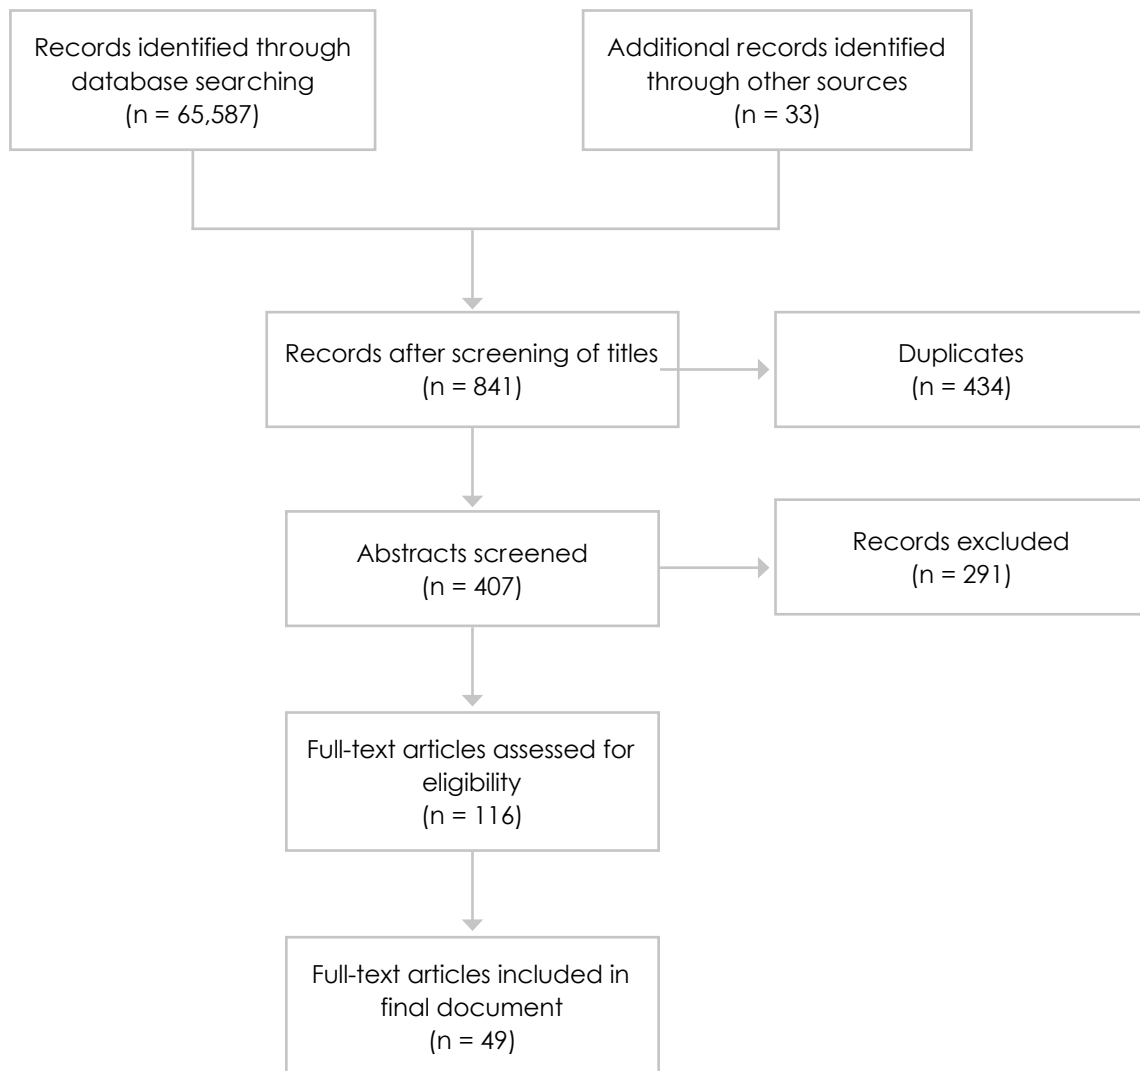 Records identified through
database searching
(n = 65,587)
Additional records identified
through other sources
(n = 33)
Records after screening of titles
(n = 841)
Duplicates
(n = 434)
Abstracts screened
(n = 407)
Records excluded
(n = 291)
Full-text articles assessed for
eligibility
(n = 116)
Full-text articles included in
final document
(n = 49)